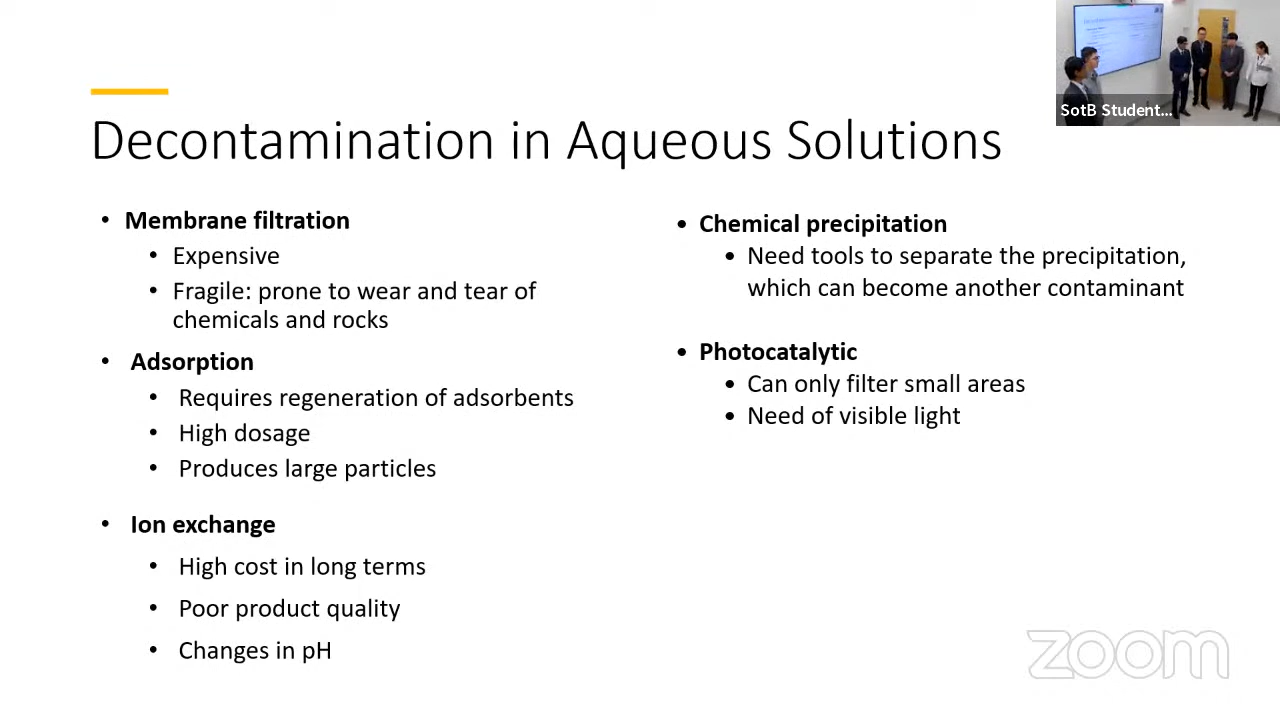 SotB Student...
Decontamination in Aqueous Solutions
• Membrane filtration
• Expensive
• Fragile: prone to wear and tear of
chemicals and rocks
• Adsorption
• Requires regeneration of adsorbents
• High dosage
• Produces large particles
• Ion exchange
• High cost in long terms
• Poor product quality
• Changes in pH
• Chemical precipitation
• Need tools to separate the precipitation,
which can become another contaminant
• Photocatalytic
• Can only filter small areas
• Need of visible light
zoom